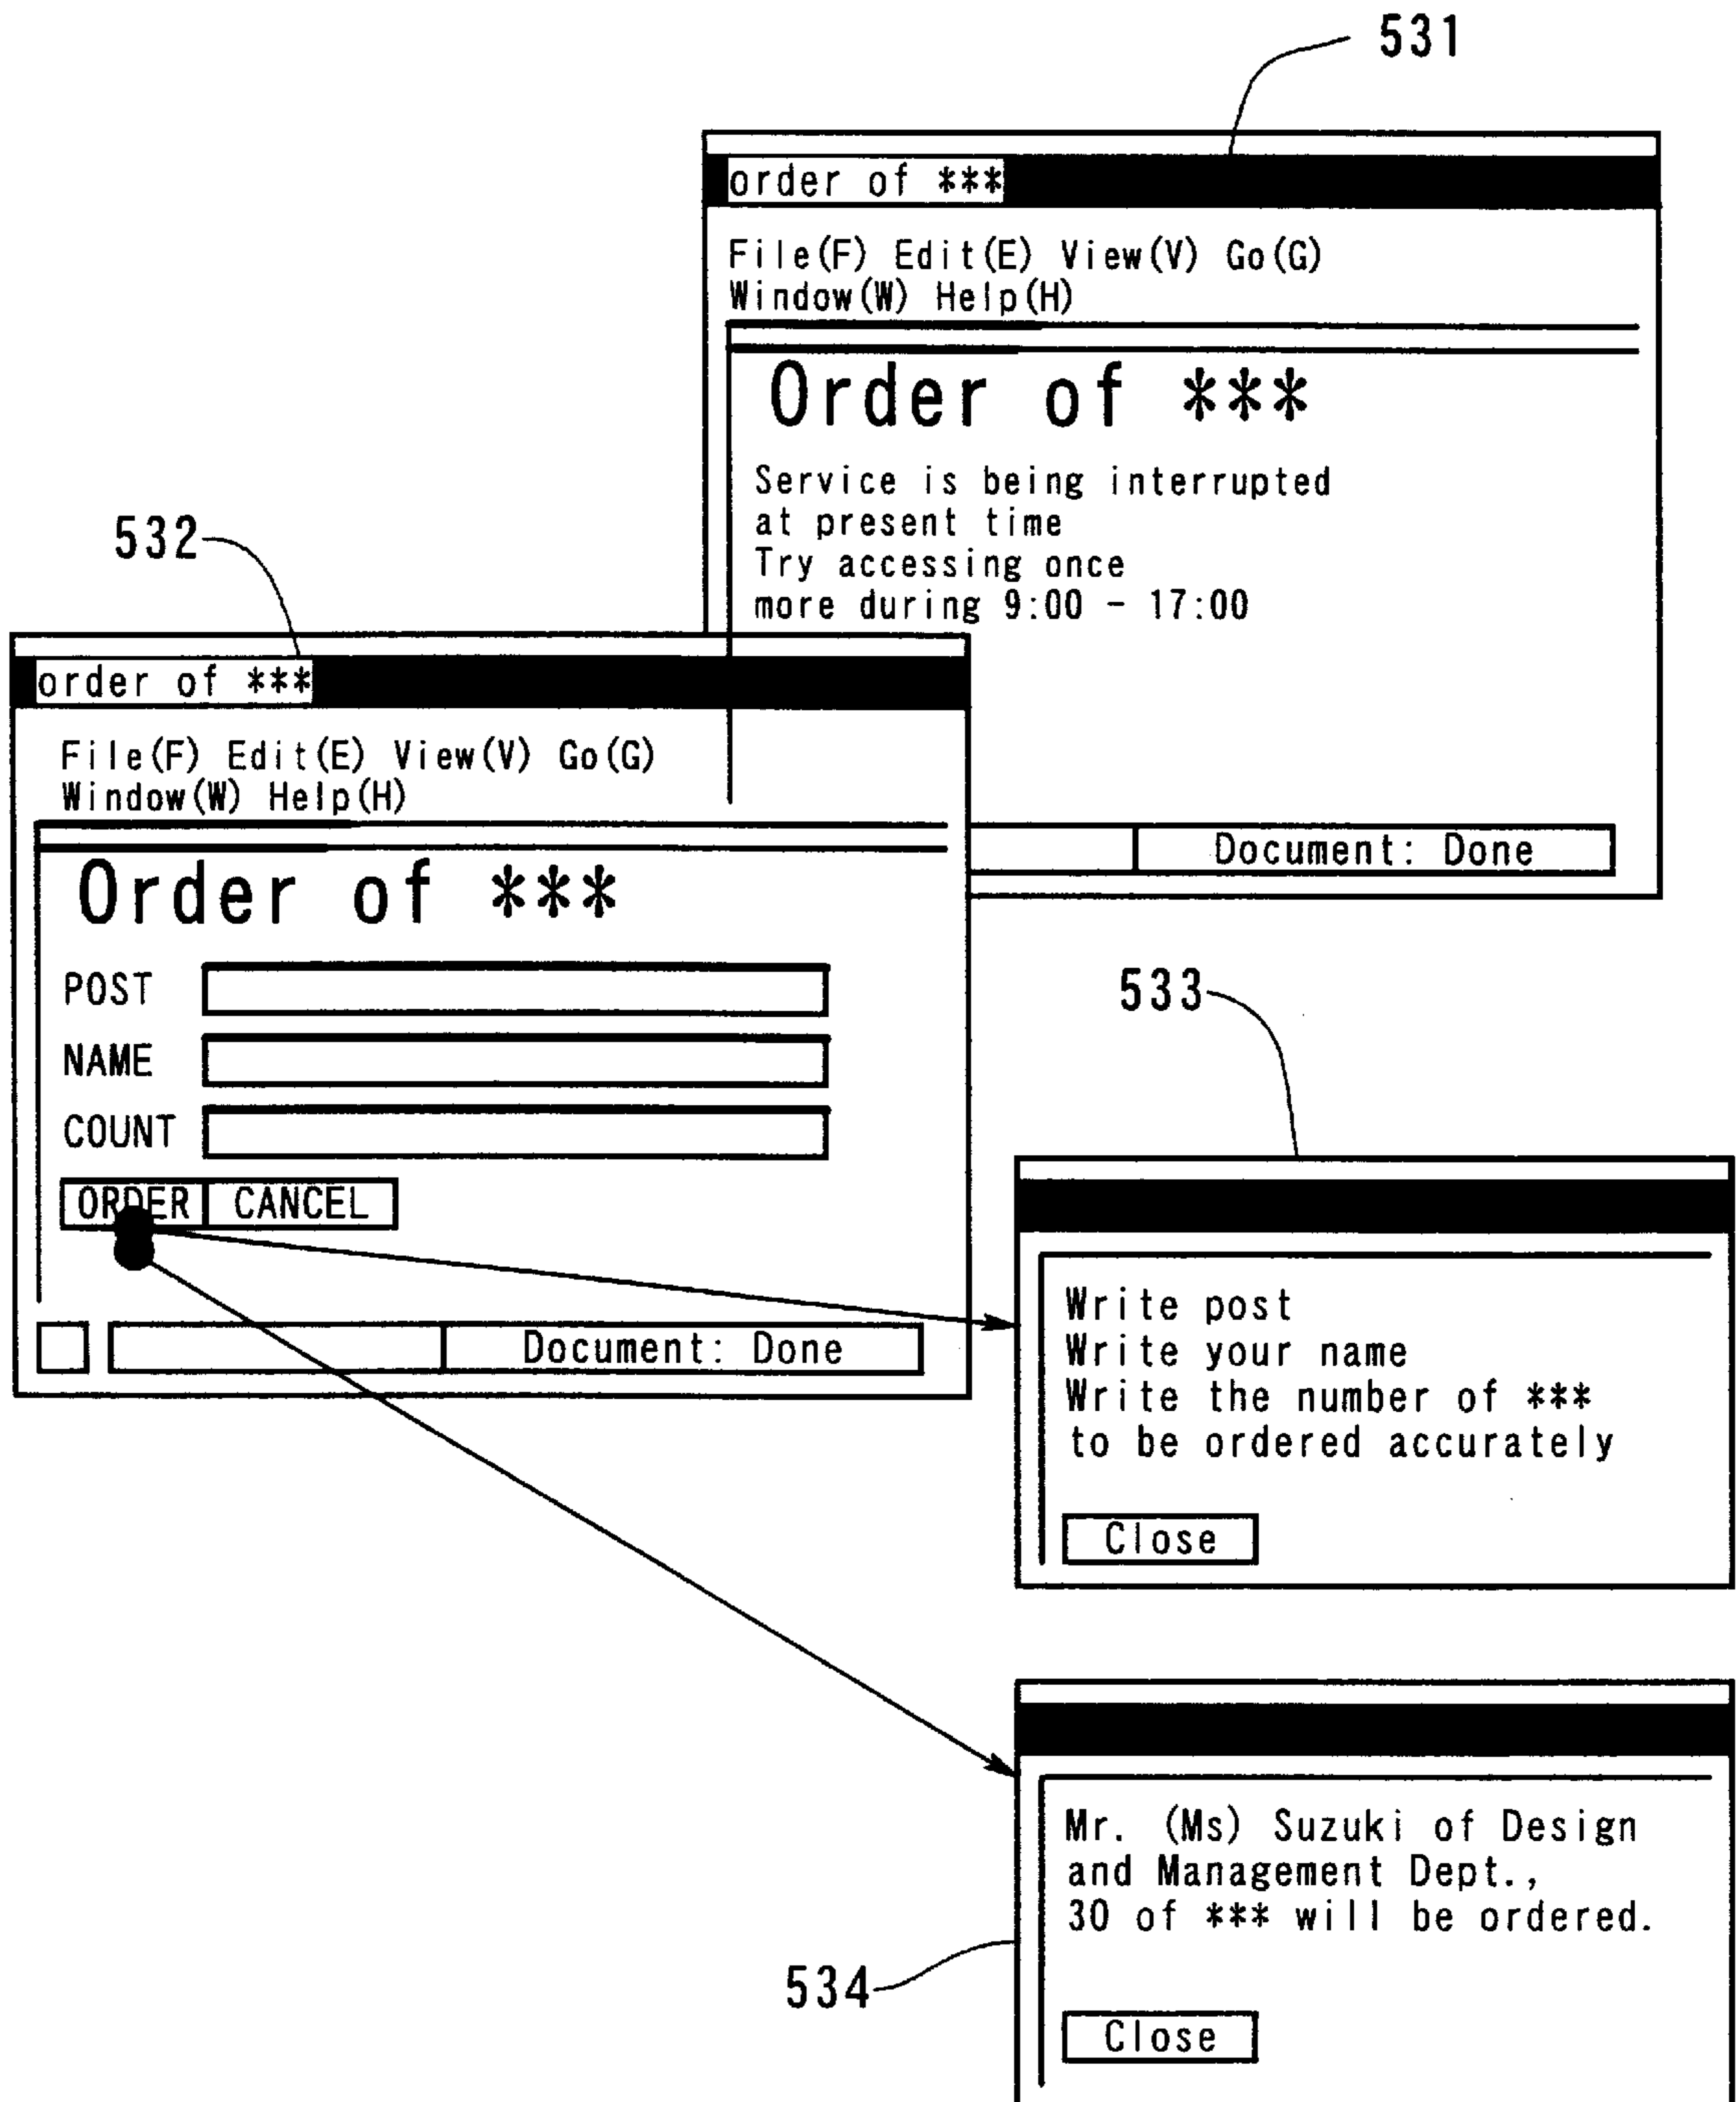 531
order of ***
File(F) Edit(E) View(V) Go(G)
Window(W) Help(H)
Order of ***
Service is being interrupted
at present time
Try accessing once
more during 9:00 - 17:00
Document: Done
532
order of ***
File(F) Edit(E) View(V) Go(G)
Window(W) Help(H)
Order of ***
POST
NAME
COUNT
ORDER CANCEL
Document: Done
533
Write post
Write your name
Write the number of ***
to be ordered accurately
Close
534
Mr. (Ms) Suzuki of Design
and Management Dept.,
30 of *** will be ordered.
Close